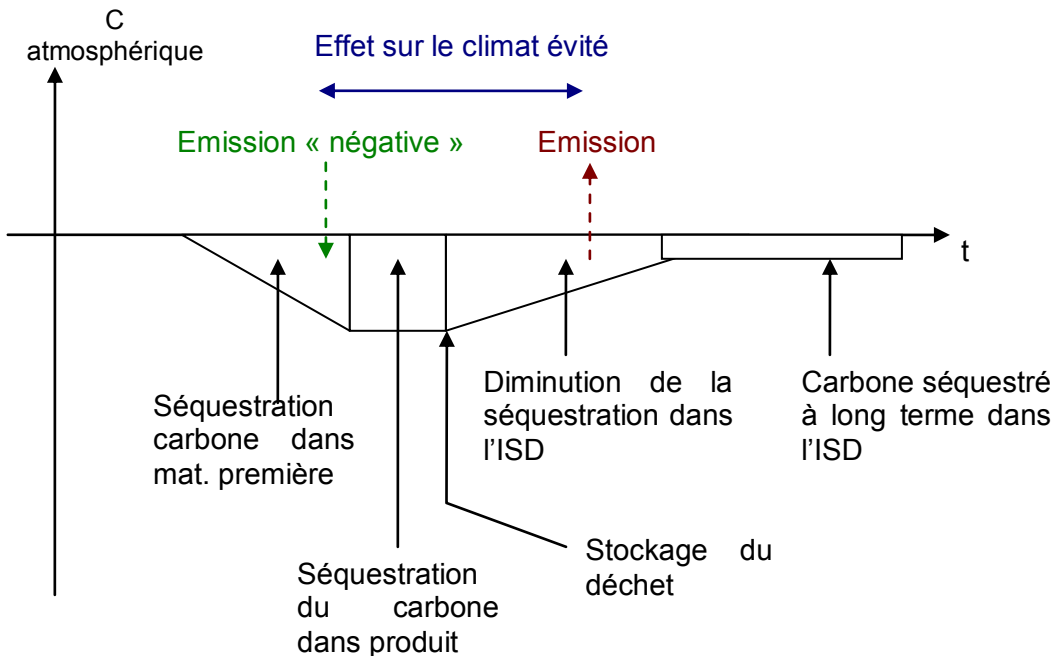 C
atmosphérique
Effet sur le climat évité
Emission « négative »
Emission
t
Séquestration
carbone dans
mat. première
Diminution de la
séquestration dans
l’ISD
Carbone séquestré
à long terme dans
l’ISD
Séquestration
du carbone
dans produit
Stockage du
déchet